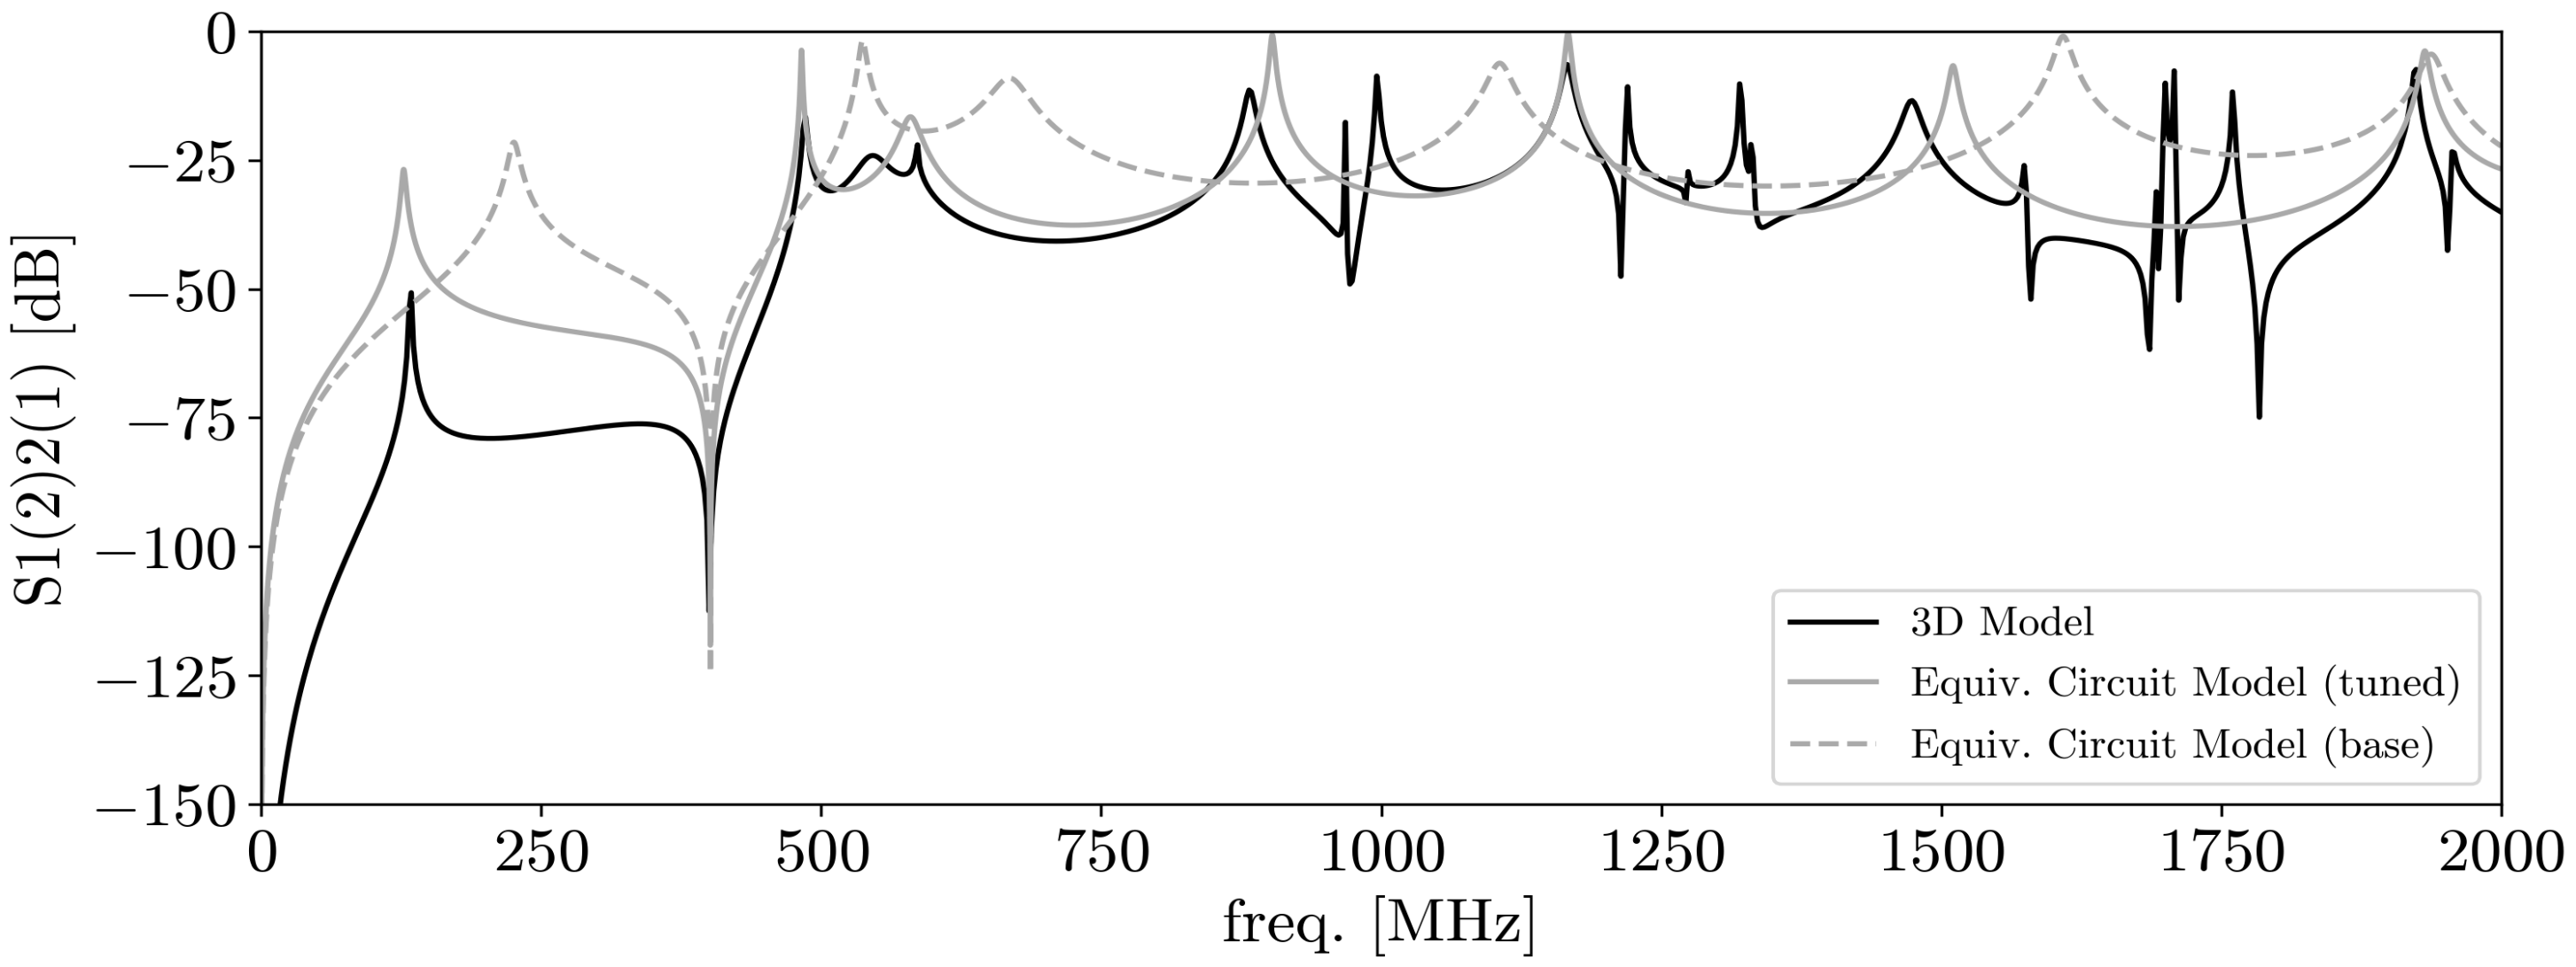 S1(2)2(1) [dB]
0
−25
−50
−75
−100
−125
−150
0 250 500 750 1000 1250 1500 1750 2000
freq. [MHz]
3D Model
Equiv. Circuit Model (tuned)
Equiv. Circuit Model (base)